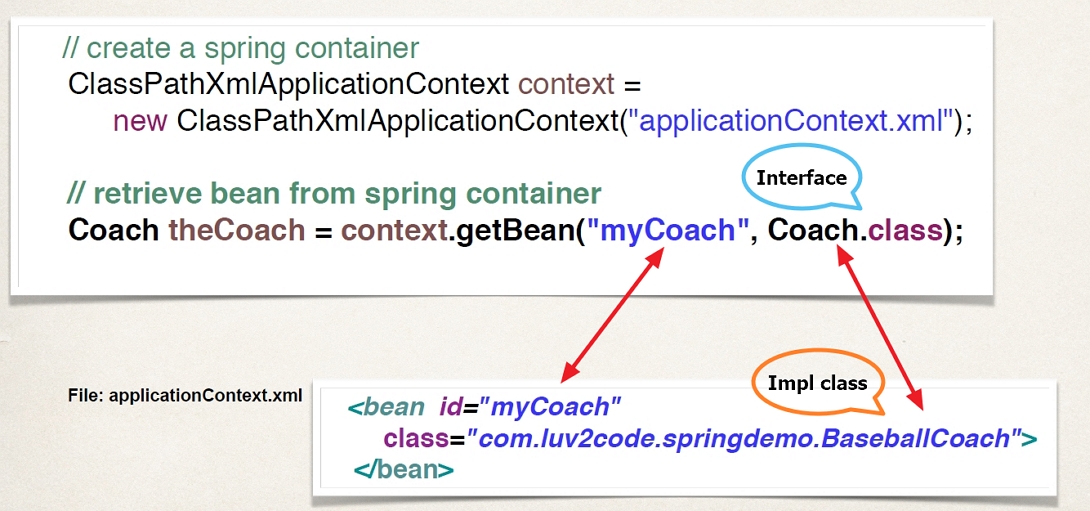 // create a spring container
ClassPathXmlApplicationContext context =
new ClassPathXmlApplicationContext("applicationContext.xml");
Interface
// retrieve bean from spring container
Coach theCoach = context.getBean("myCoach", Coach.class);
Impl class
File: applicationContext.xml
<bean id="myCoach"
class="com.luv2code.springdemo.BaseballCoach">
</bean>